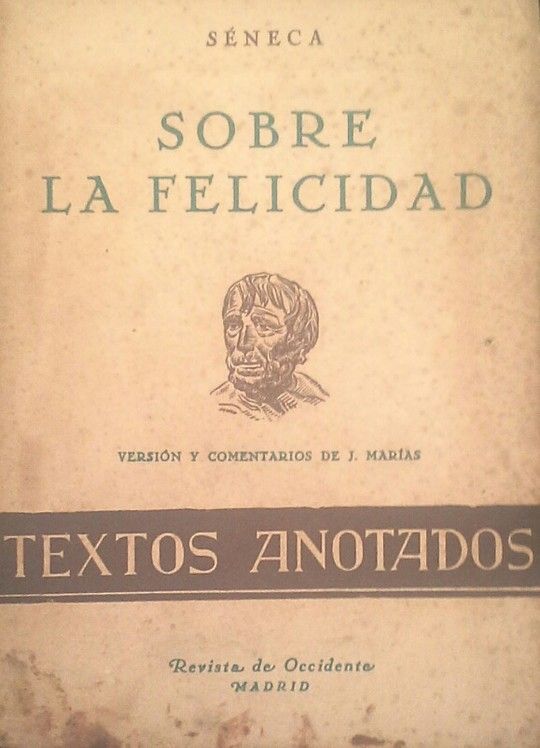 SÉNECA
SOBRE
LA FELICIDAD
VERSIÓN Y COMENTARIOS DE J. MARÍAS
TEXTOS ANOTADOS
Revista de Occidente
MADRID